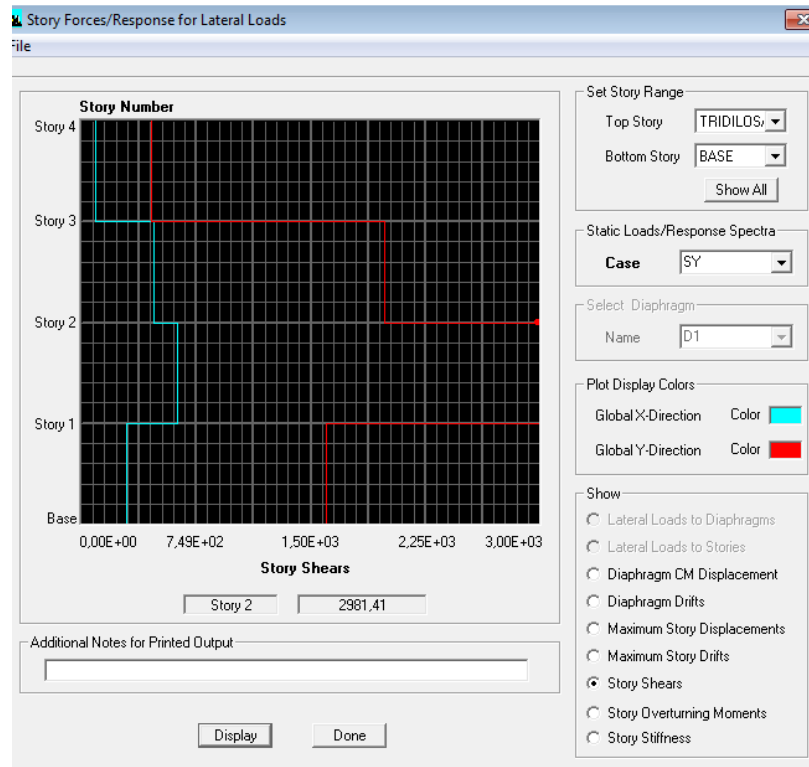 Story Forces/Response for Lateral Loads
File
Story Number
Story 4
Story 3
Story 2
Story 1
Base
0,00E+00 7,49E+02 1,50E+03 2,25E+03 3,00E+03
Story Shears
Story 2 2981,41
Additional Notes for Printed Output
Display Done
Set Story Range
Top Story TRIDILOS
Bottom Story BASE
Show All
Static Loads/Response Spectra
Case SY
Select Diaphragm
Name D1
Plot Display Colors
Global X-Direction Color
Global Y-Direction Color
Show
Lateral Loads to Diaphragms
Lateral Loads to Stories
Diaphragm CM Displacement
Diaphragm Drifts
Maximum Story Displacements
Maximum Story Drifts
Story Shears
Story Overturning Moments
Story Stiffness